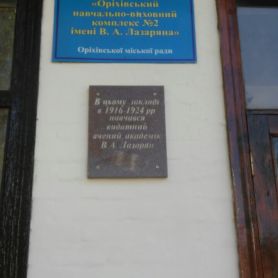 «Оріхівський
навчально-виховний
комплекс №2
імені В. А. Лазаряна»
Оріхівської міської ради
В цьому закладі
в 1916-1924 рр
навчався
видатний
вчений, академік
В. А. Лазарян